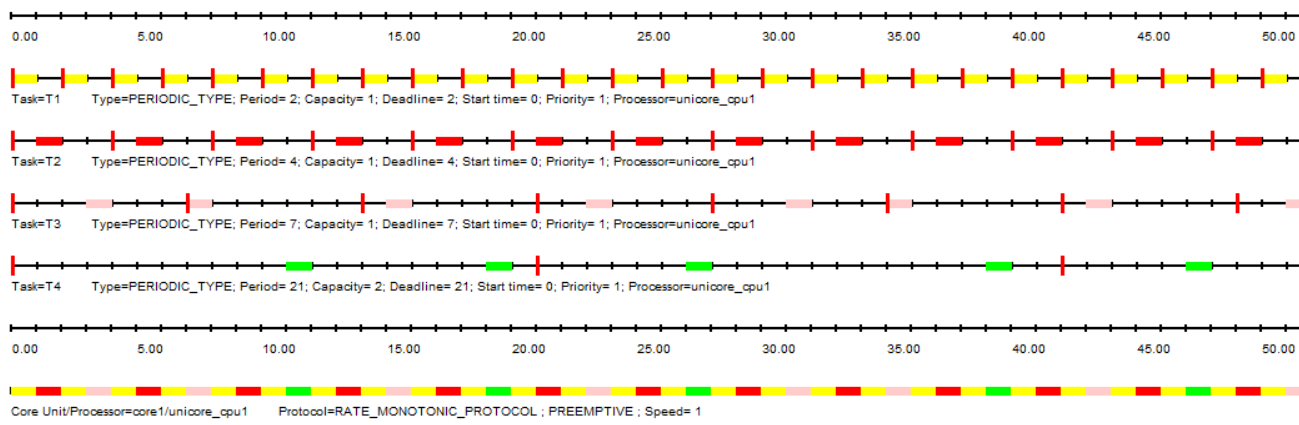 0.00 5.00 10.00 15.00 20.00 25.00 30.00 35.00 40.00 45.00 50.00
Task=T1 Type=PERIODIC_TYPE; Period= 2; Capacity= 1; Deadline= 2; Start time= 0; Priority= 1; Processor=unicore_cpu1
Task=T2 Type=PERIODIC_TYPE; Period= 4; Capacity= 1; Deadline= 4; Start time= 0; Priority= 1; Processor=unicore_cpu1
Task=T3 Type=PERIODIC_TYPE; Period= 7; Capacity= 1; Deadline= 7; Start time= 0; Priority= 1; Processor=unicore_cpu1
Task=T4 Type=PERIODIC_TYPE; Period= 21; Capacity= 2; Deadline= 21; Start time= 0; Priority= 1; Processor=unicore_cpu1
0.00 5.00 10.00 15.00 20.00 25.00 30.00 35.00 40.00 45.00 50.00
Core Unit/Processor=core1/unicore_cpu1 Protocol=RATE_MONOTONIC_PROTOCOL ; PREEMPTIVE ; Speed= 1